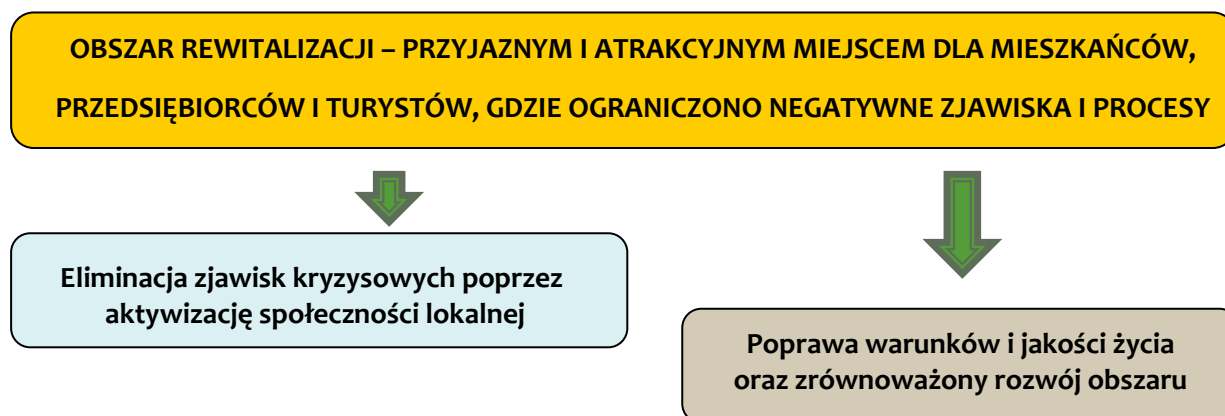 OBSZAR REWITALIZACJI – PRZYJAZNYM I ATRAKCYJNYM MIEJSCEM DLA MIESZKAŃCÓW,
PRZEDSIĘBIORCÓW I TURYSTÓW, GDZIE OGRANICZONO NEGATYWNE ZJAWISKA I PROCESY
Eliminacja zjawisk kryzysowych poprzez
aktywizację społeczności lokalnej
Poprawa warunków i jakości życia
oraz zrównoważony rozwój obszaru